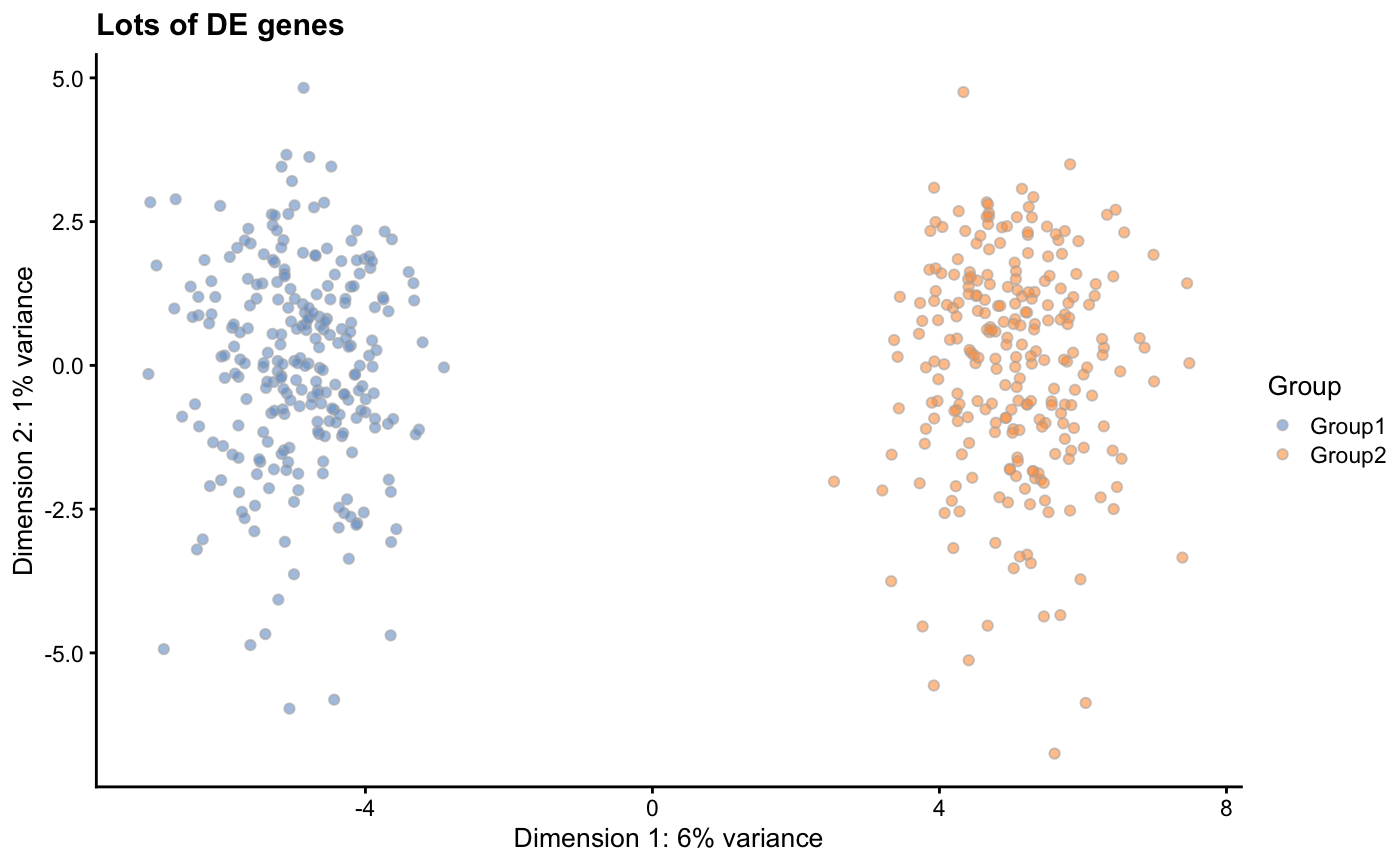 Lots of DE genes
5.0
2.5
0.0
-2.5
-5.0
Dimension 2: 1% variance
-4
0
4
8
Dimension 1: 6% variance
Group
Group1
Group2